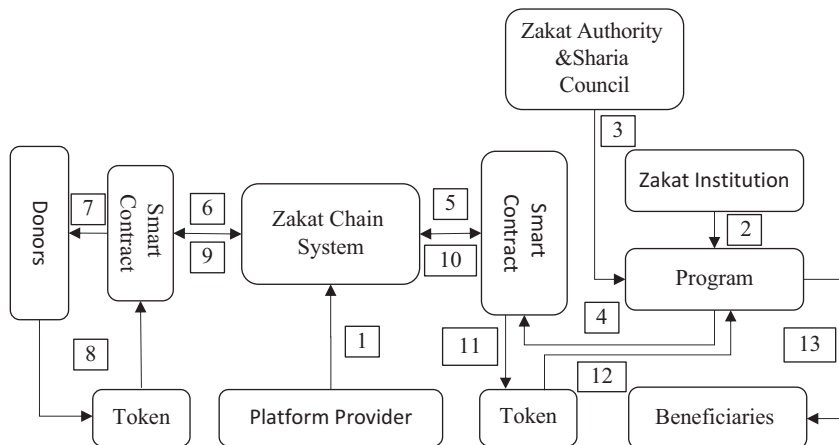 Zakat Authority
&Sharia
Council
3
Donors
7
Smart
Contract
6
9
Zakat Chain
System
5
10
Smart
Contract
Zakat Institution
2
Program
4
8
1
11
12
13
Token
Platform Provider
Token
Beneficiaries